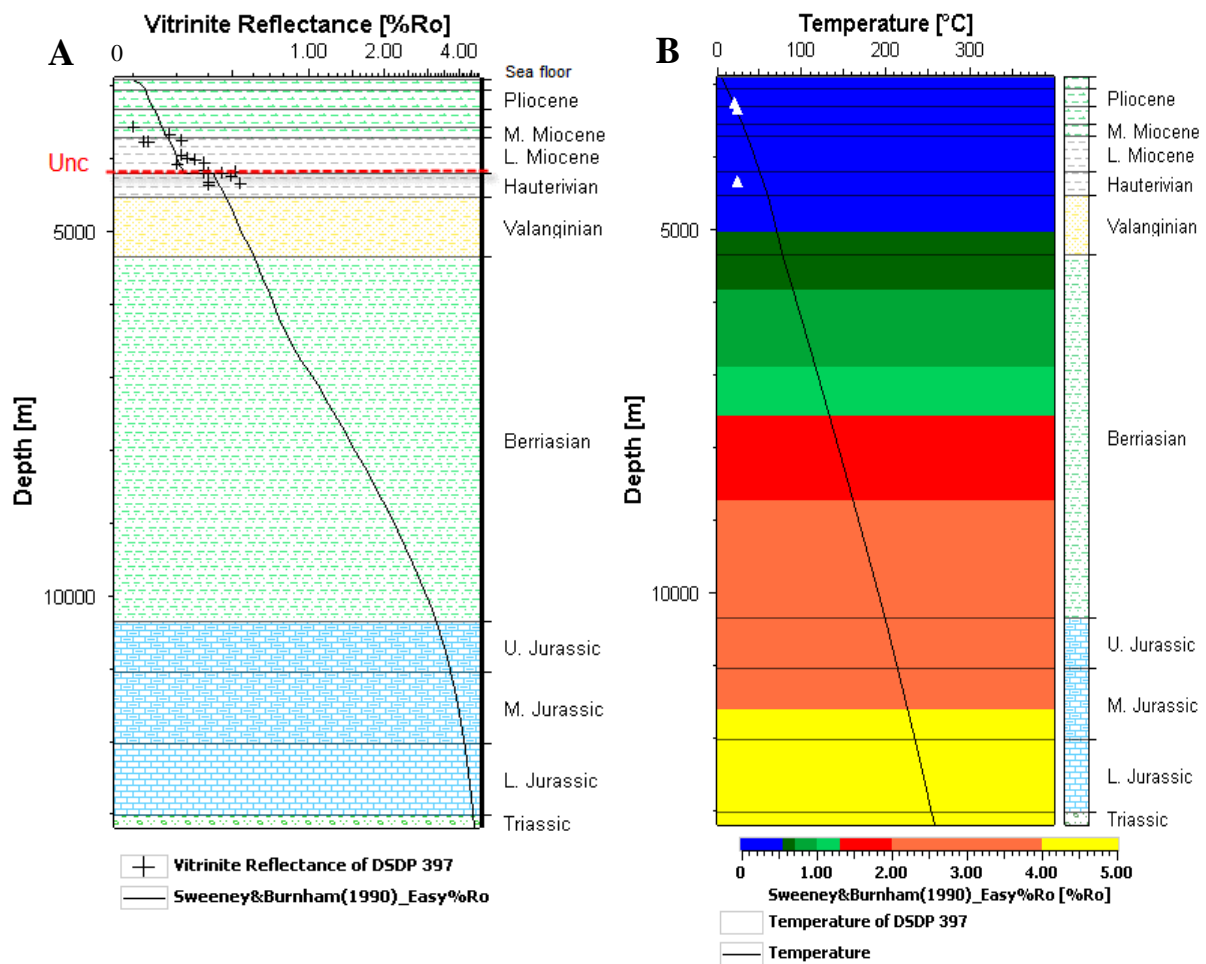 A
Vitrinite Reflectance [%Ro]
0 1.00 2.00 4.00
Sea floor
Pliocene
M. Miocene
L. Miocene
Unc
Hauterivian
Valanginian
5000
Berriasian
Depth [m]
10000
U. Jurassic
M. Jurassic
L. Jurassic
Triassic
Vitrinite Reflectance of DSDP 397
Sweeney&Burnham(1990)_Easy%Ro
B
Temperature [°C]
0 100 200 300
Pliocene
M. Miocene
L. Miocene
Hauterivian
Valanginian
5000
Berriasian
Depth [m]
10000
U. Jurassic
M. Jurassic
L. Jurassic
Triassic
0 1.00 2.00 3.00 4.00 5.00
Sweeney&Burnham(1990)_Easy%Ro [%Ro]
Temperature of DSDP 397
Temperature